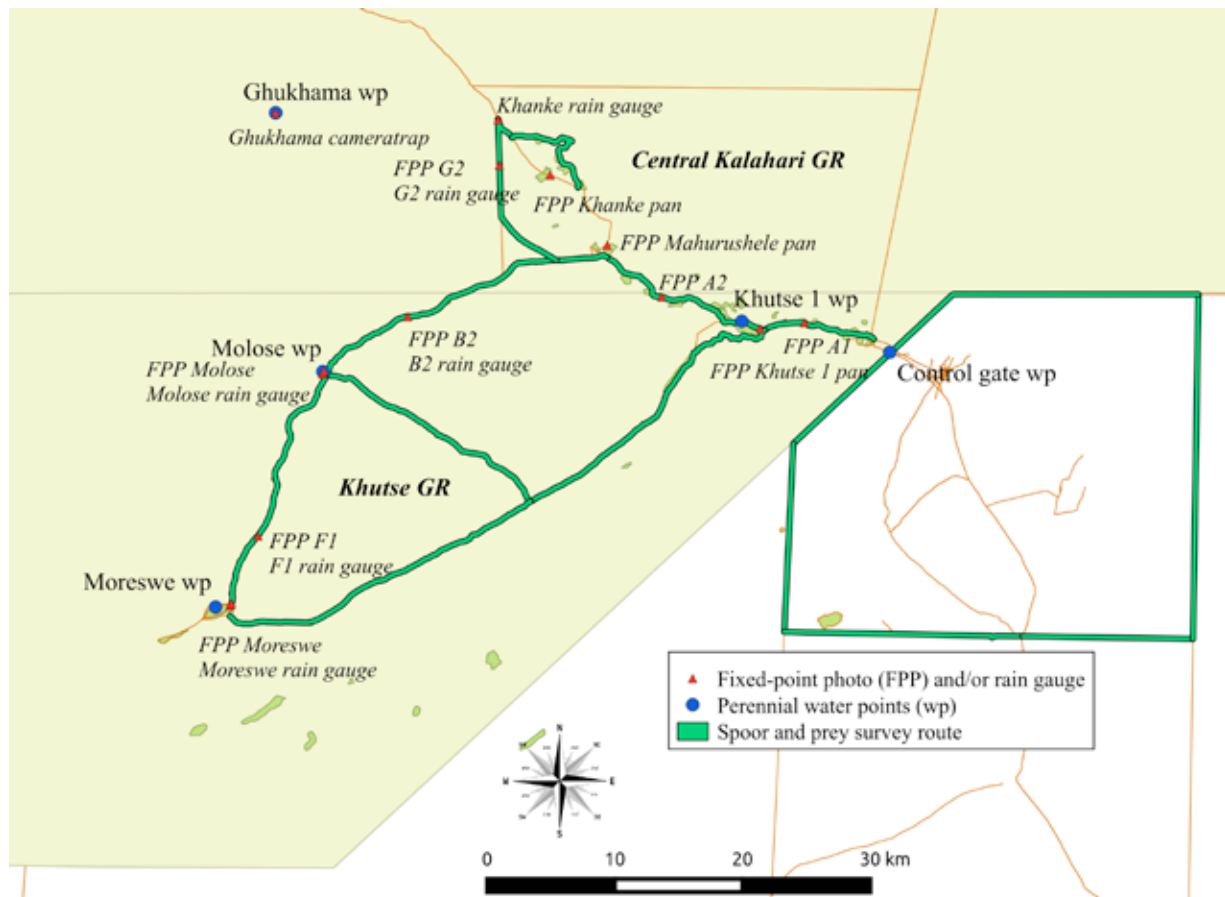 Ghukhama wp
Ghukhama cameratrap
Khanke rain gauge
Central Kalahari GR
FPP G2
G2 rain gauge
FPP Khanke pan
FPP Mahurushele pan
FPP A2
Khutse 1 wp
FPP B2
B2 rain gauge
Molose wp
FPP Molose
Molose rain gauge
FPP A1
FPP Khutse 1 pan
Control gate wp
Khutse GR
FPP F1
F1 rain gauge
Moreswe wp
FPP Moreswe
Moreswe rain gauge
Fixed-point photo (FPP) and/or rain gauge
Perennial water points (wp)
Spoor and prey survey route
N
W E
S
0 10 20 30 km